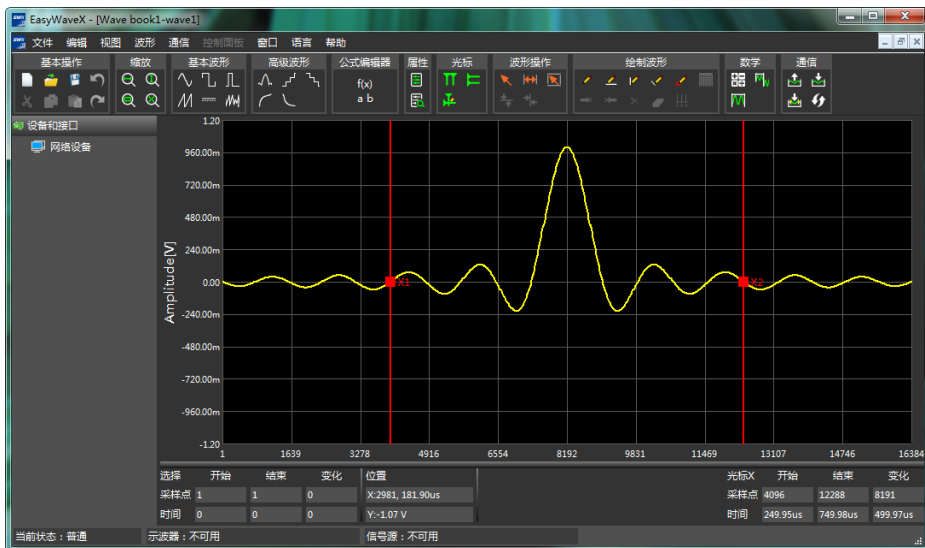 EasyWaveX - [Wave book1-wave1]
文件 编辑 视图 波形 通信 控制面板 窗口 语言 帮助
基本操作 缩放 基本波形 高级波形 公式编辑器 属性 光标 波形操作 绘制波形 数学 通信
f(x)
a b
设备和接口
网络设备
Amplitude[V]
1.20
960.00m
720.00m
480.00m
240.00m
0.00
-240.00m
-480.00m
-720.00m
-960.00m
-1.20
X1
X2
1 1639 3278 4916 6554 8192 9831 11469 13107 14746 16384
选择 开始 结束 变化 位置 光标X 开始 结束 变化
采样点 1 1 0 X:2981, 181.90us 采样点 4096 12288 8191
时间 0 0 0 Y:-1.07 V 时间 249.95us 749.98us 499.97us
当前状态：普通 示波器：不可用 信号源：不可用